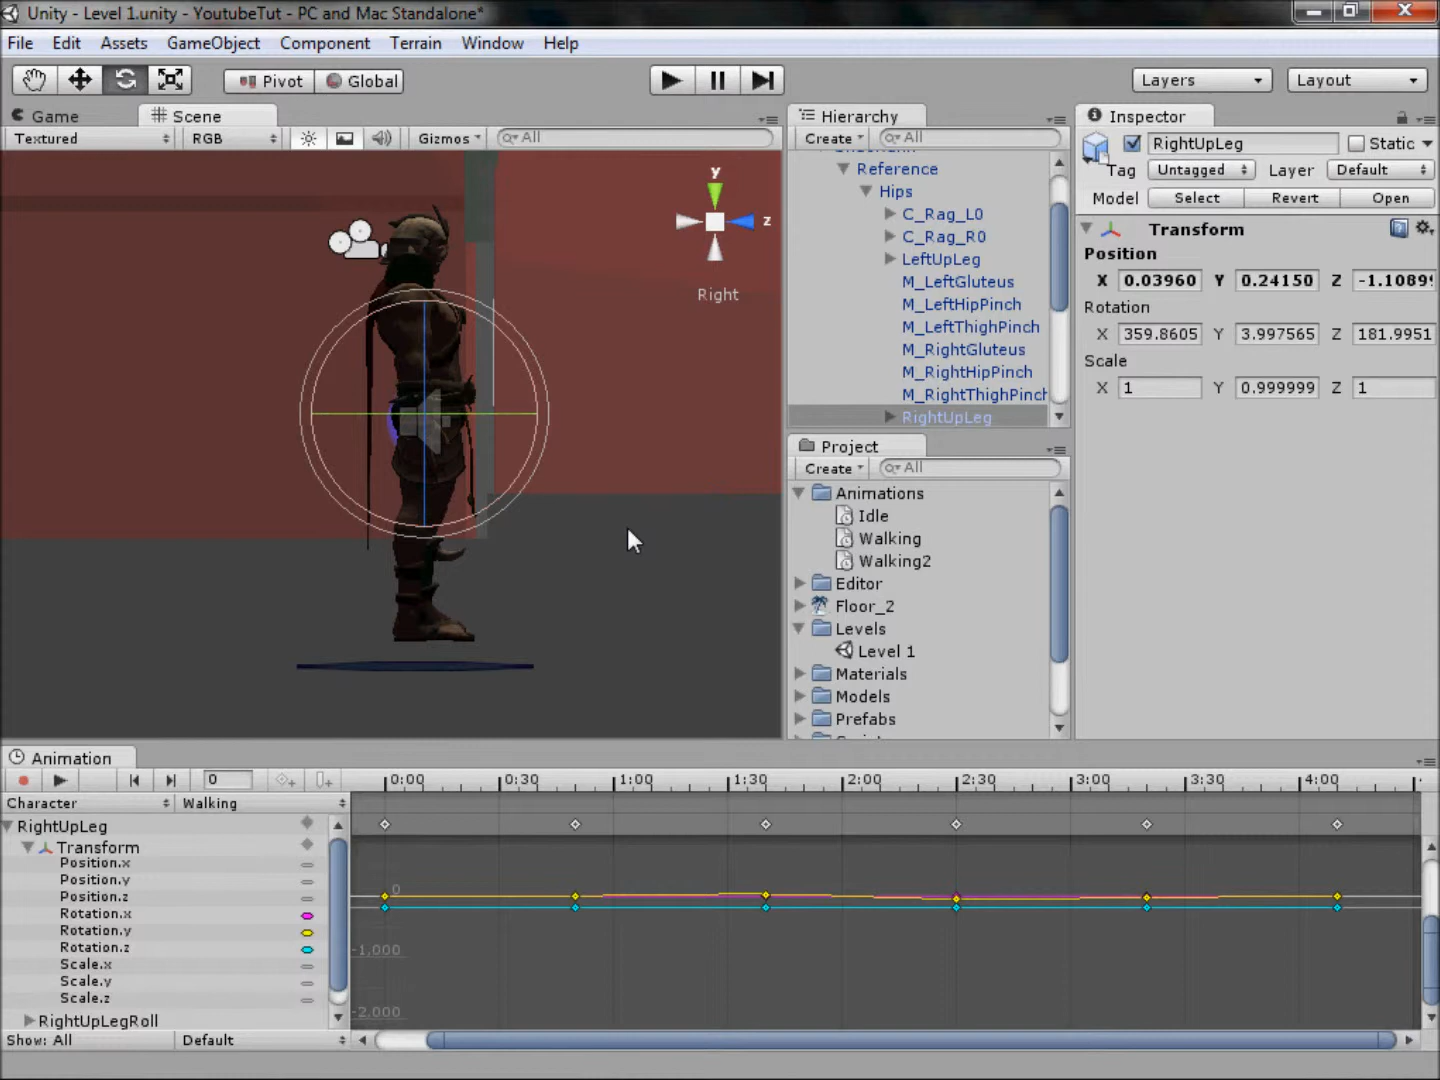 Unity - Level 1.unity - YoutubeTut - PC and Mac Standalone*
File Edit Assets GameObject Component Terrain Window Help
Pivot Global Layers Layout
Game Scene
Textured RGB Gizmos All
y
z
Right
Hierarchy
Create All
Reference
Hips
C_Rag_L0
C_Rag_R0
LeftUpLeg
M_LeftGluteus
M_LeftHipPinch
M_LeftThighPinch
M_RightGluteus
M_RightHipPinch
M_RightThighPinch
RightUpLeg
Project
Create All
Animations
Idle
Walking
Walking2
Editor
Floor_2
Levels
Level 1
Materials
Models
Prefabs
Inspector
RightUpLeg Static
Tag Untagged Layer Default
Model Select Revert Open
Transform
Position
X 0.03960 Y 0.24150 Z -1.1089
Rotation
X 359.8605 Y 3.997565 Z 181.9951
Scale
X 1 Y 0.999999 Z 1
Animation
0
0:00 0:30 1:00 1:30 2:00 2:30 3:00 3:30 4:00
Character Walking
RightUpLeg
Transform
Position.x
Position.y
Position.z
Rotation.x
Rotation.y
Rotation.z
Scale.x
Scale.y
Scale.z
RightUpLegRoll
0
-1,000
-2,000
Show: All Default